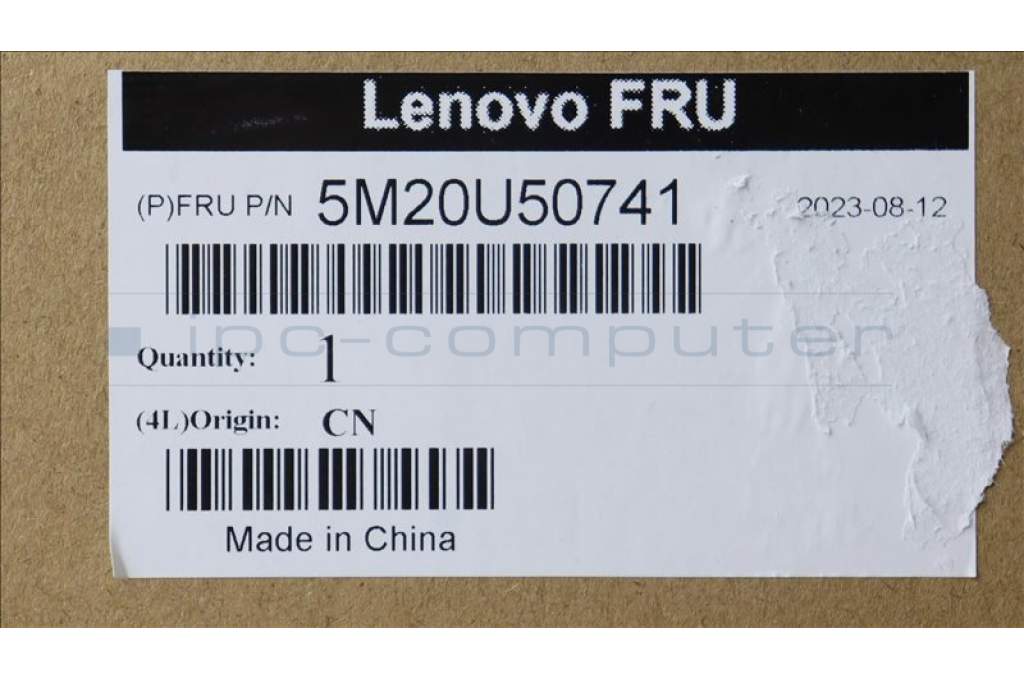 Lenovo FRU
(P)FRU P/N 5M20U50741 2023-08-12
ipc-computer
Quantity: 1
(4L)Origin: CN
Made in China